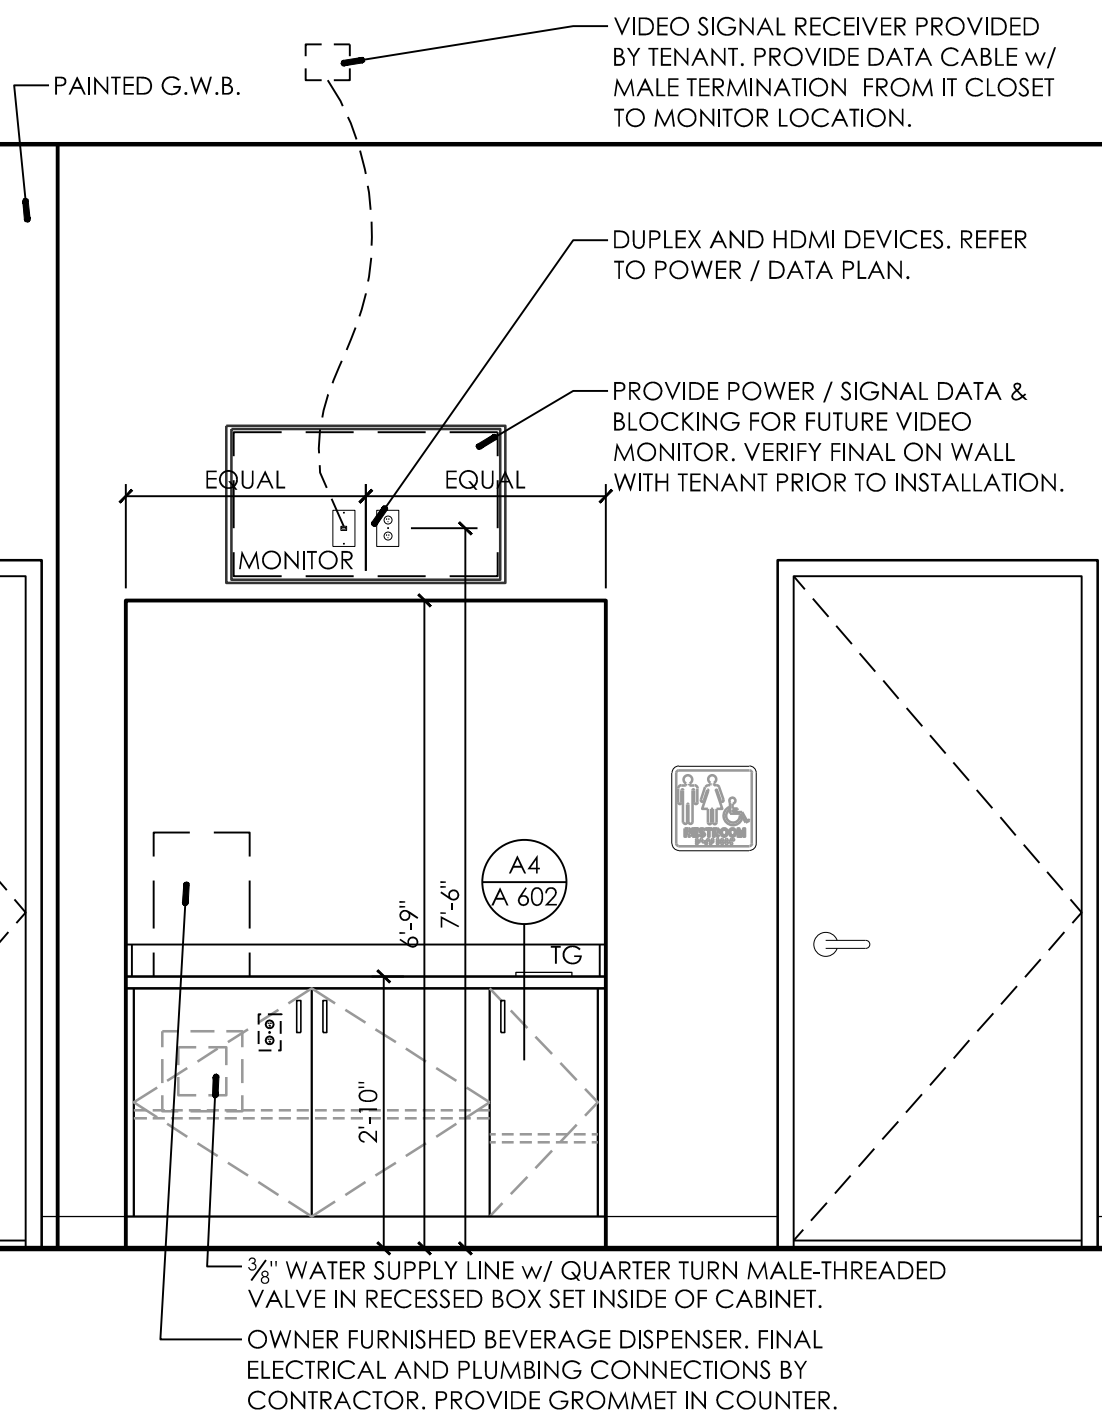 VIDEO SIGNAL RECEIVER PROVIDED
BY TENANT. PROVIDE DATA CABLE w/
MALE TERMINATION FROM IT CLOSET
TO MONITOR LOCATION.
PAINTED G.W.B.
DUPLEX AND HDMI DEVICES. REFER
TO POWER / DATA PLAN.
PROVIDE POWER / SIGNAL DATA &
BLOCKING FOR FUTURE VIDEO
MONITOR. VERIFY FINAL ON WALL
WITH TENANT PRIOR TO INSTALLATION.
EQUAL
EQUAL
MONITOR
RESTROOM
A4
A 602
6'-9"
7'-6"
TG
2'-10"
⅜" WATER SUPPLY LINE w/ QUARTER TURN MALE-THREADED
VALVE IN RECESSED BOX SET INSIDE OF CABINET.
OWNER FURNISHED BEVERAGE DISPENSER. FINAL
ELECTRICAL AND PLUMBING CONNECTIONS BY
CONTRACTOR. PROVIDE GROMMET IN COUNTER.